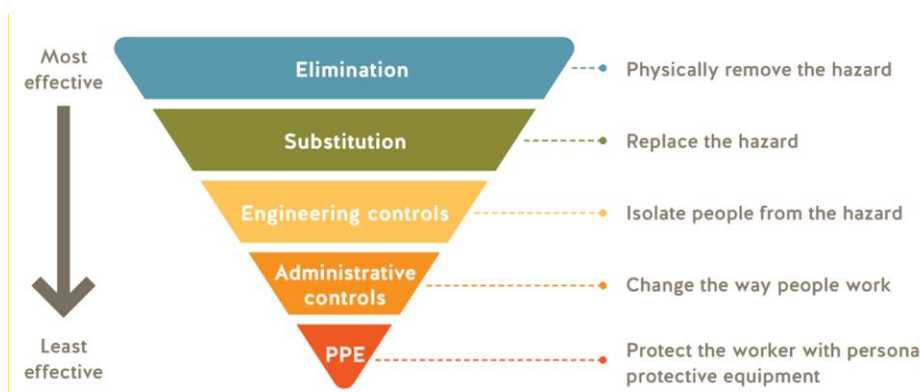 Most
effective
Elimination
Physically remove the hazard
Substitution
Replace the hazard
Engineering controls
Isolate people from the hazard
Administrative
controls
Change the way people work
Least
effective
PPE
Protect the worker with persona
protective equipment